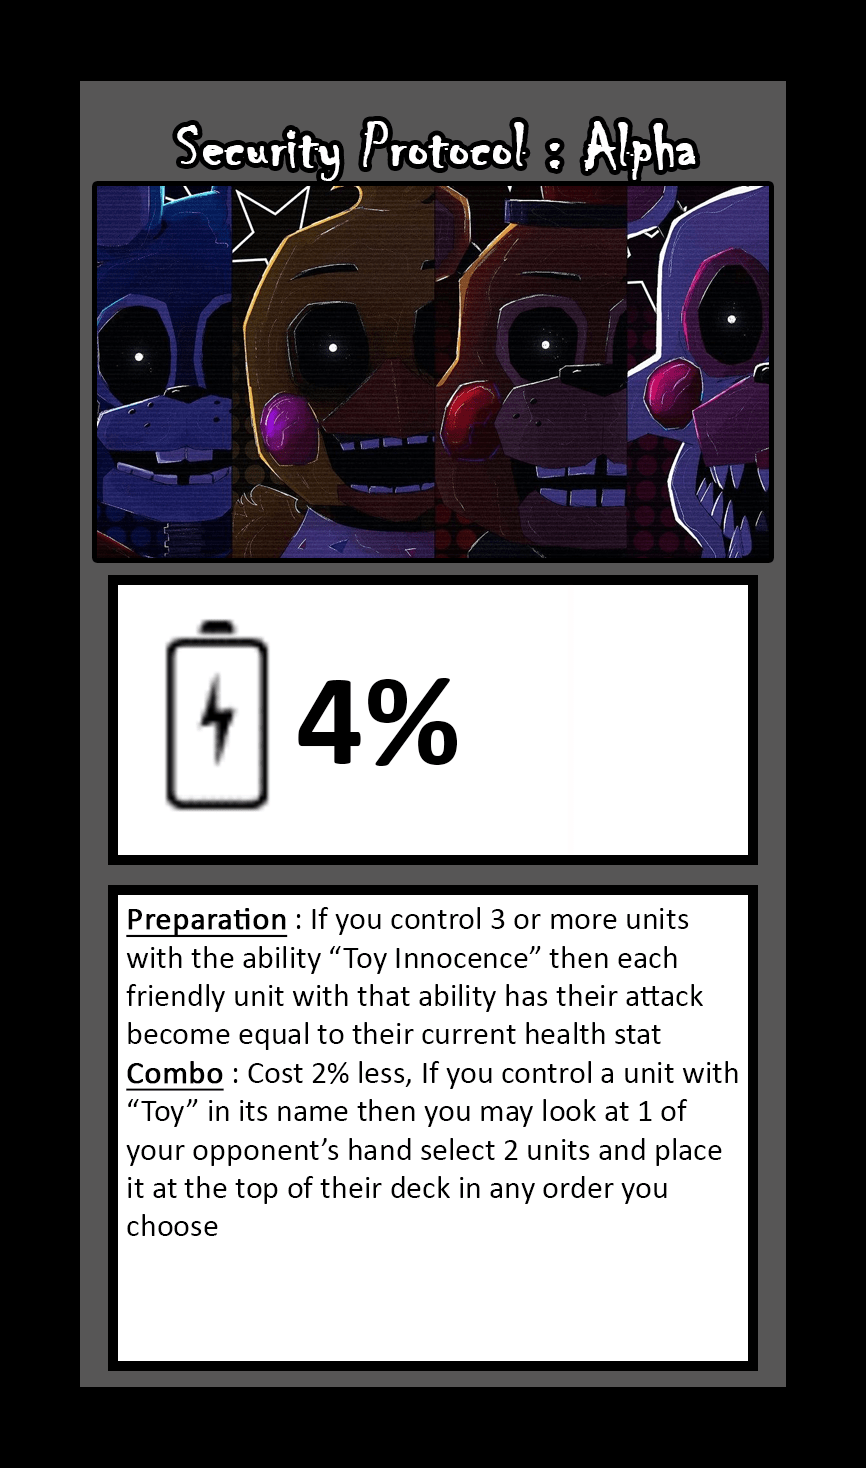 Security Protocol : Alpha
4%
Preparation : If you control 3 or more units
with the ability “Toy Innocence” then each
friendly unit with that ability has their attack
become equal to their current health stat
Combo : Cost 2% less, If you control a unit with
“Toy” in its name then you may look at 1 of
your opponent’s hand select 2 units and place
it at the top of their deck in any order you
choose